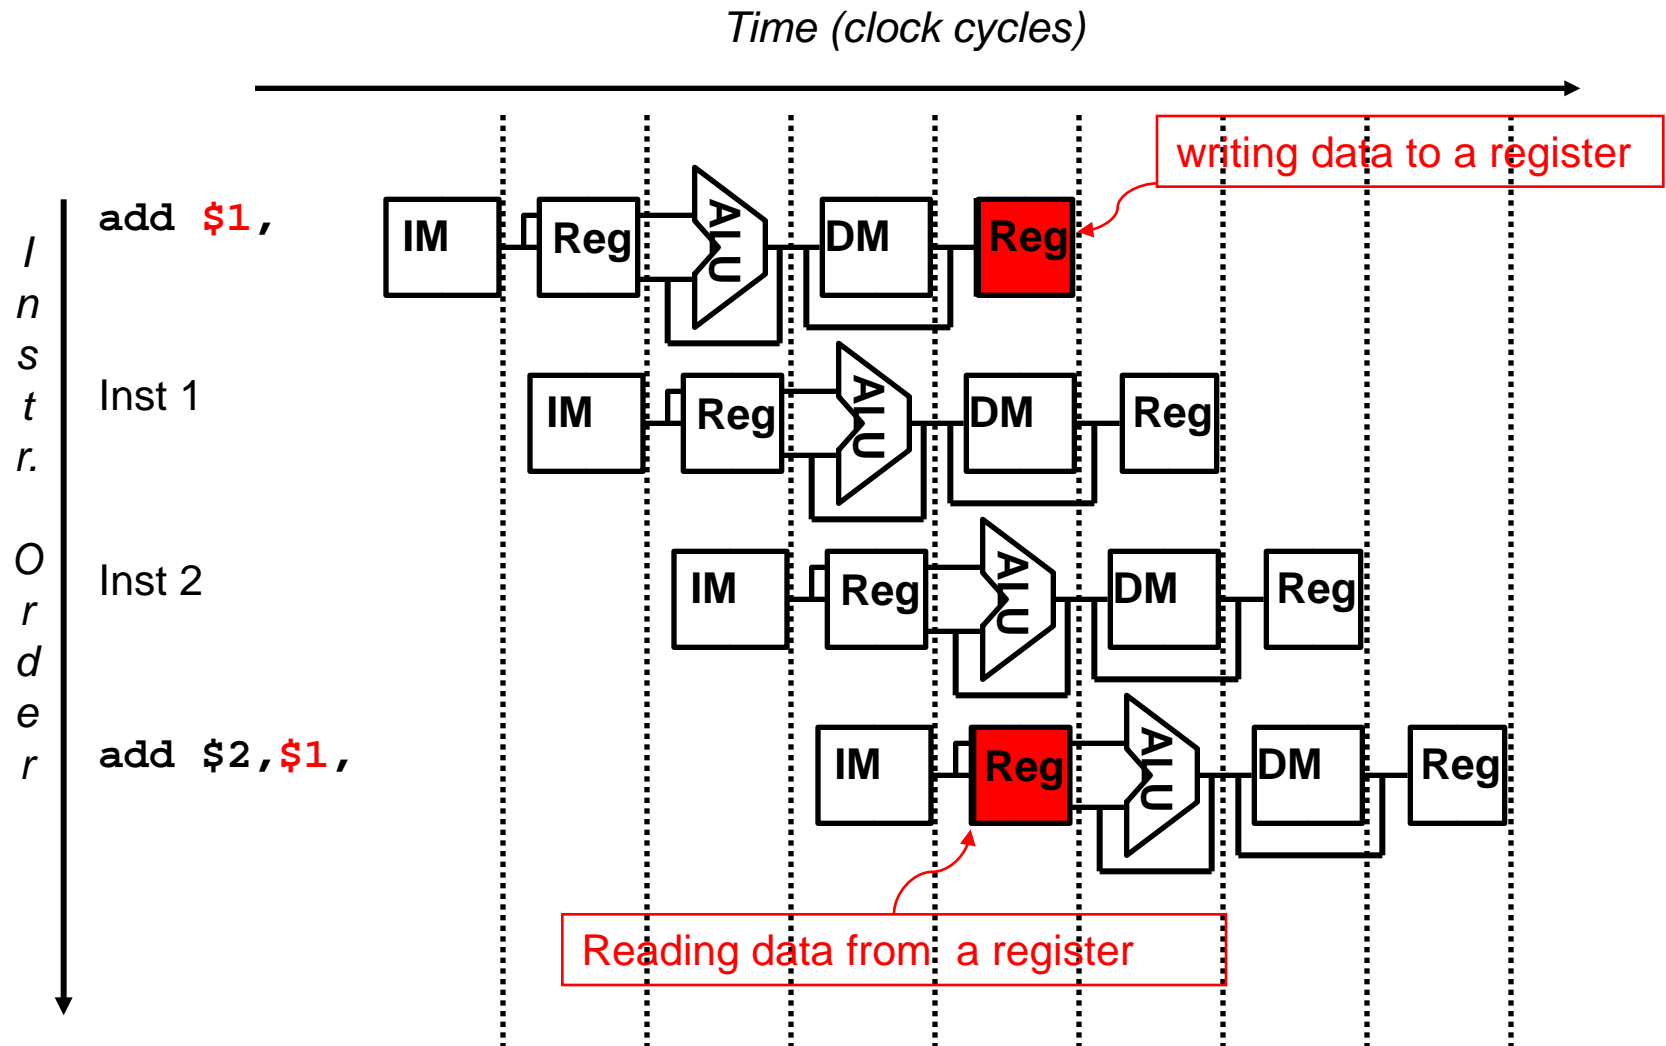 Time (clock cycles)
writing data to a register
Instr. Order
add $1,
IM
Reg
ALU
DM
Reg
Inst 1
IM
Reg
ALU
DM
Reg
Inst 2
IM
Reg
ALU
DM
Reg
add $2,$1,
IM
Reg
ALU
DM
Reg
Reading data from a register